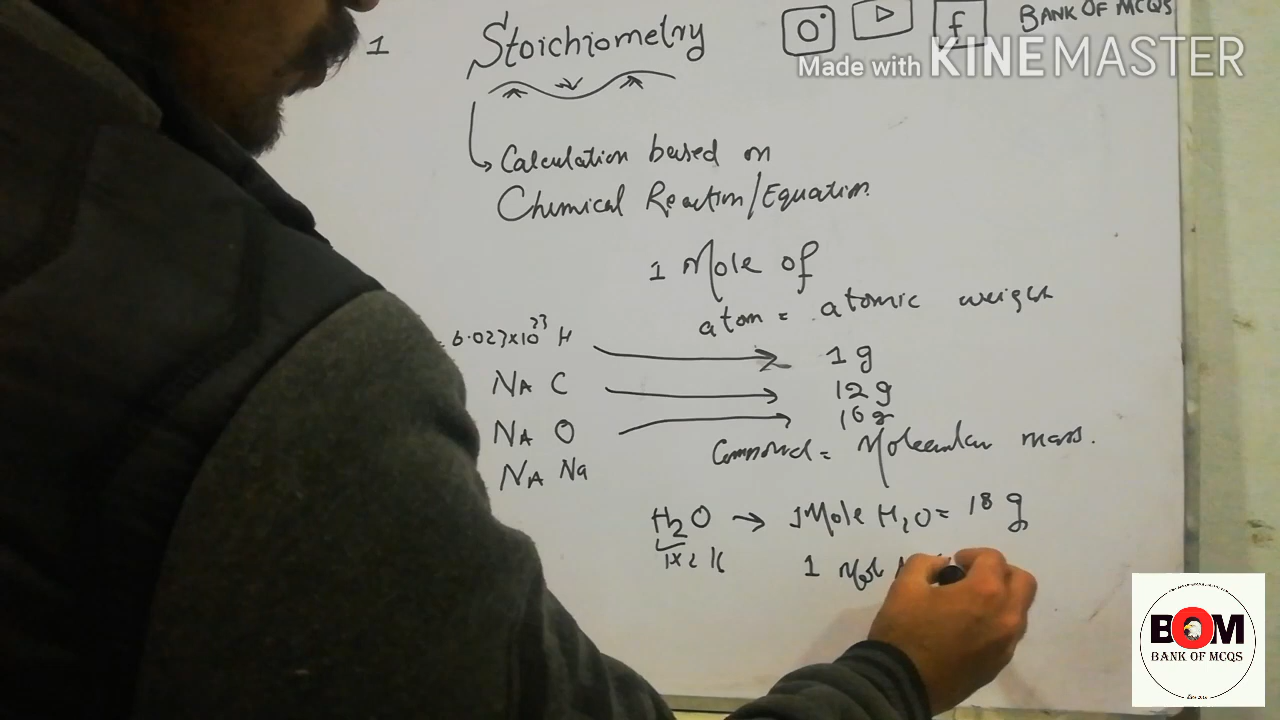 1 Stoichiometry
BANK OF MCQS
Made with KINEMASTER
Calculation based on
Chemical Reaction/Equation
1 Mole of
atom = atomic weight
6.023x10²³ H 1 g
NA C 12 g
NA O 16 g
NA Na
Compound = Molecular mass.
H₂O → 1 Mole H₂O = 18 g
1x2 16
1 Mol
BOM
BANK OF MCQS